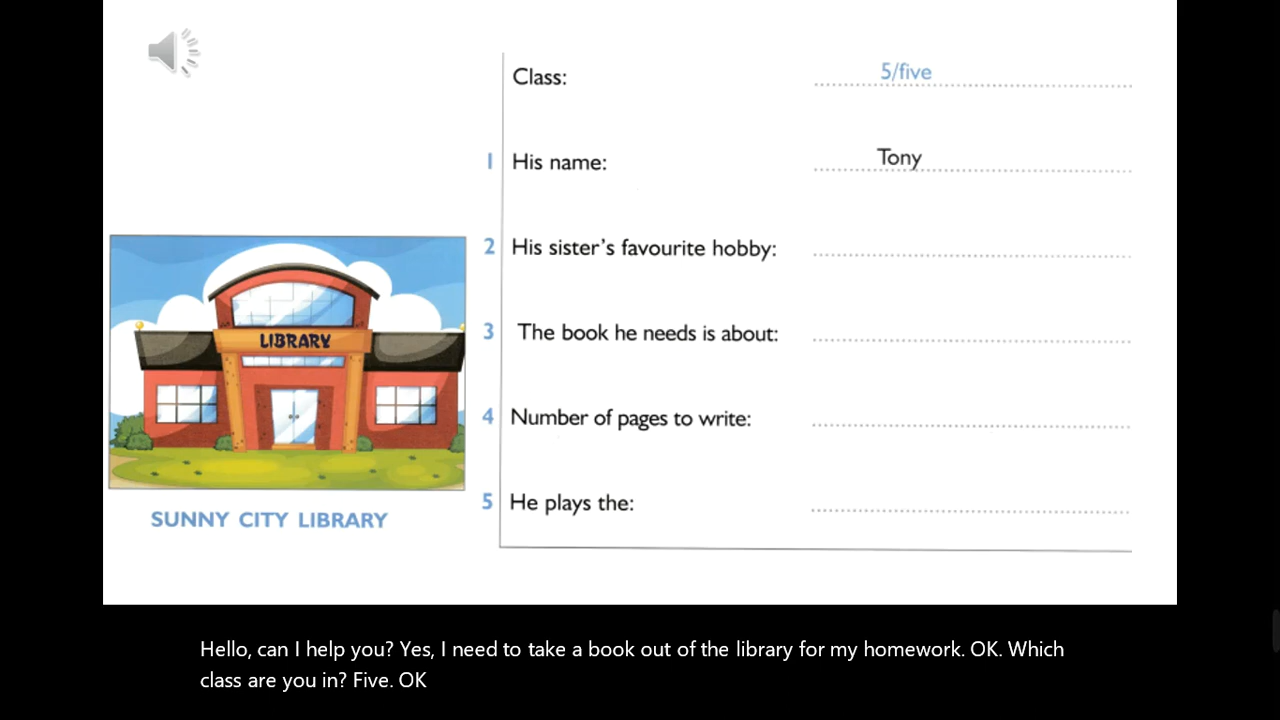 Class: 5/five
1 His name: Tony
2 His sister's favourite hobby:
3 The book he needs is about:
4 Number of pages to write:
5 He plays the:
LIBRARY
SUNNY CITY LIBRARY
Hello, can I help you? Yes, I need to take a book out of the library for my homework. OK. Which
class are you in? Five. OK